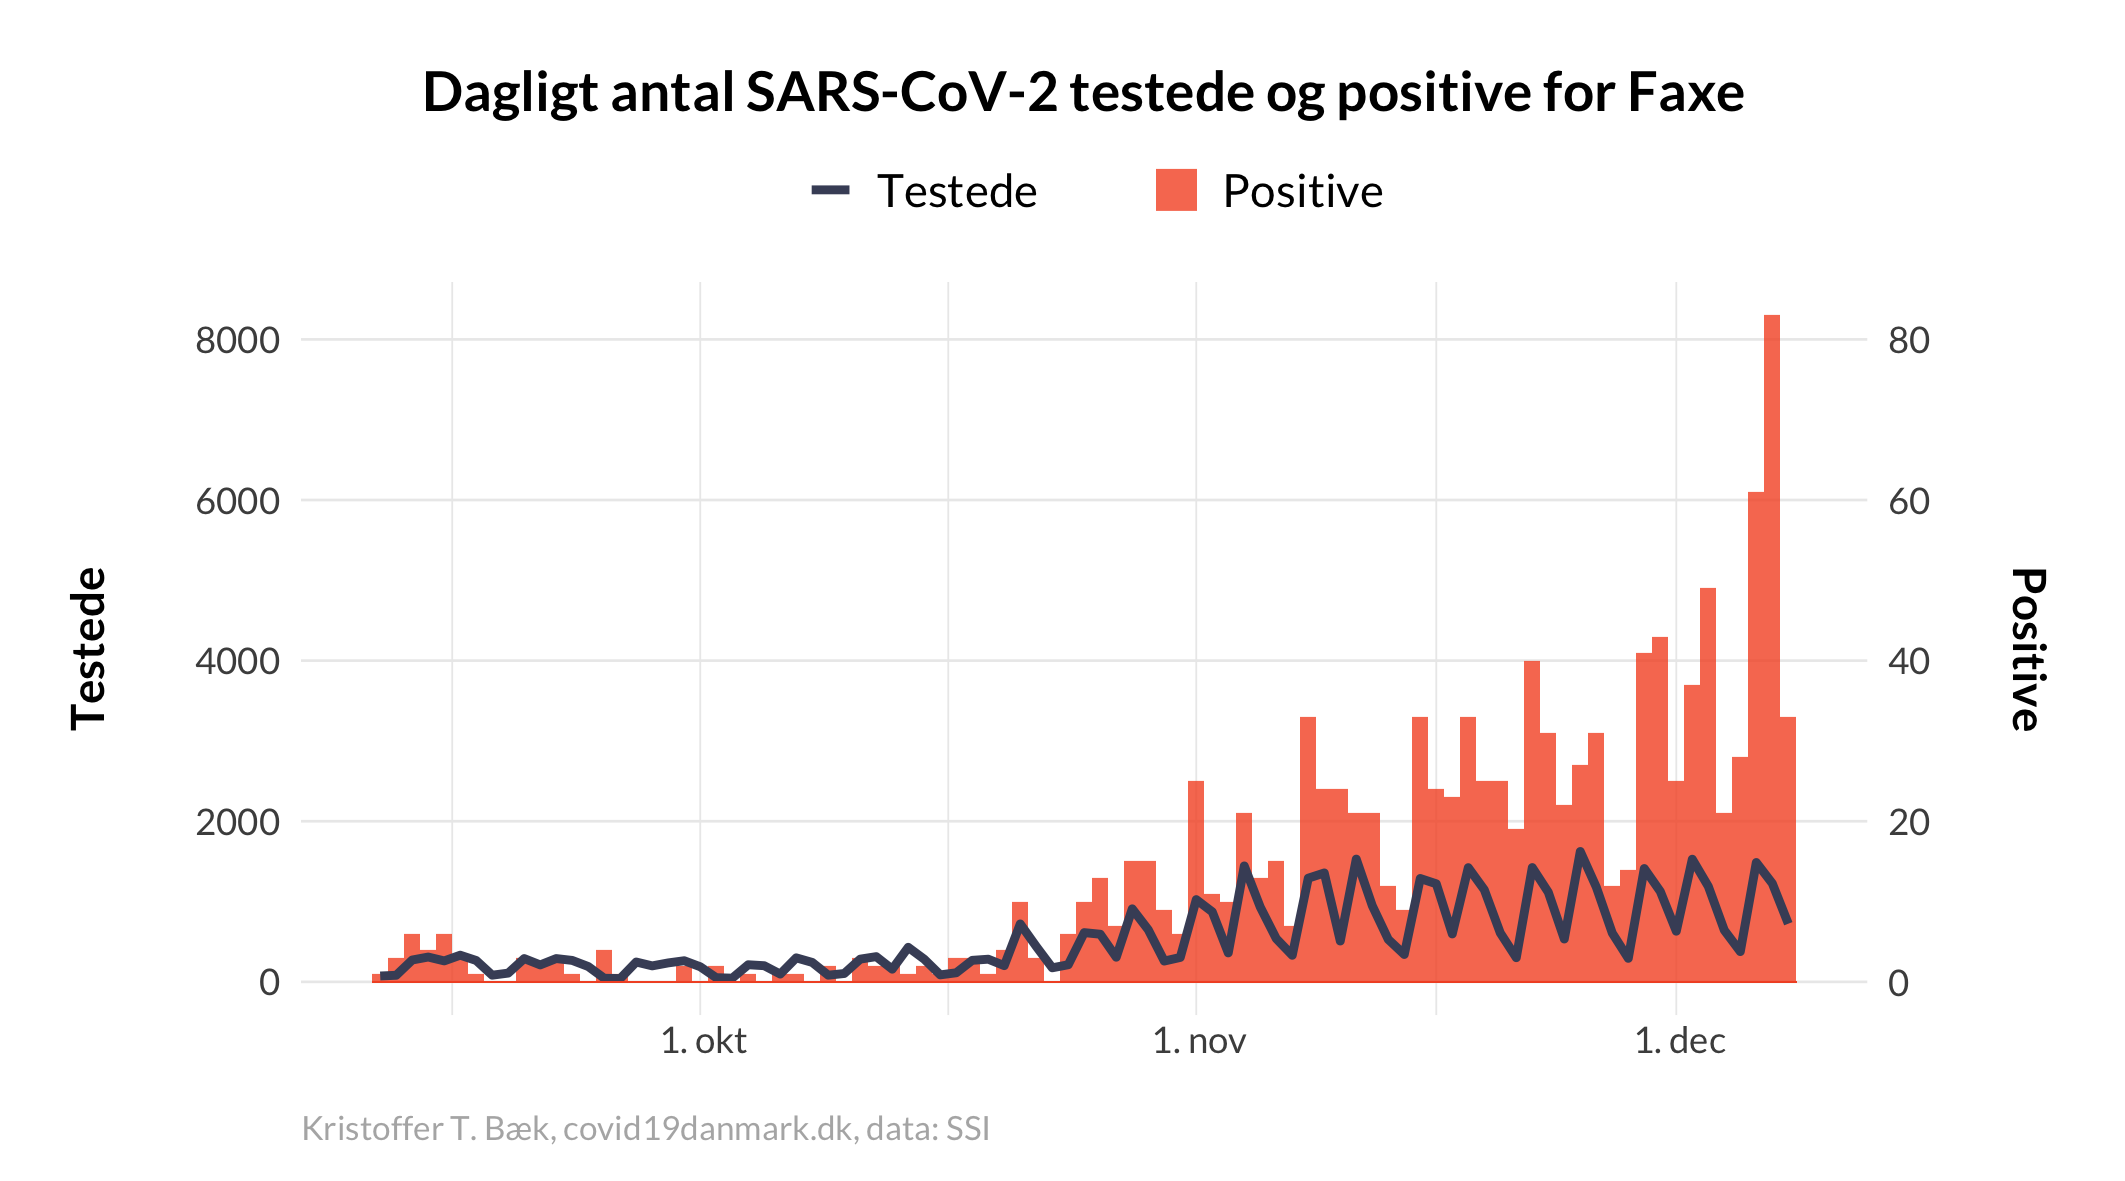 Dagligt antal SARS-CoV-2 testede og positive for Faxe
Testede
Positive
8000
6000
4000
2000
0
Testede
80
60
40
20
0
Positive
1. okt
1. nov
1. dec
Kristoffer T. Bæk, covid19danmark.dk, data: SSI